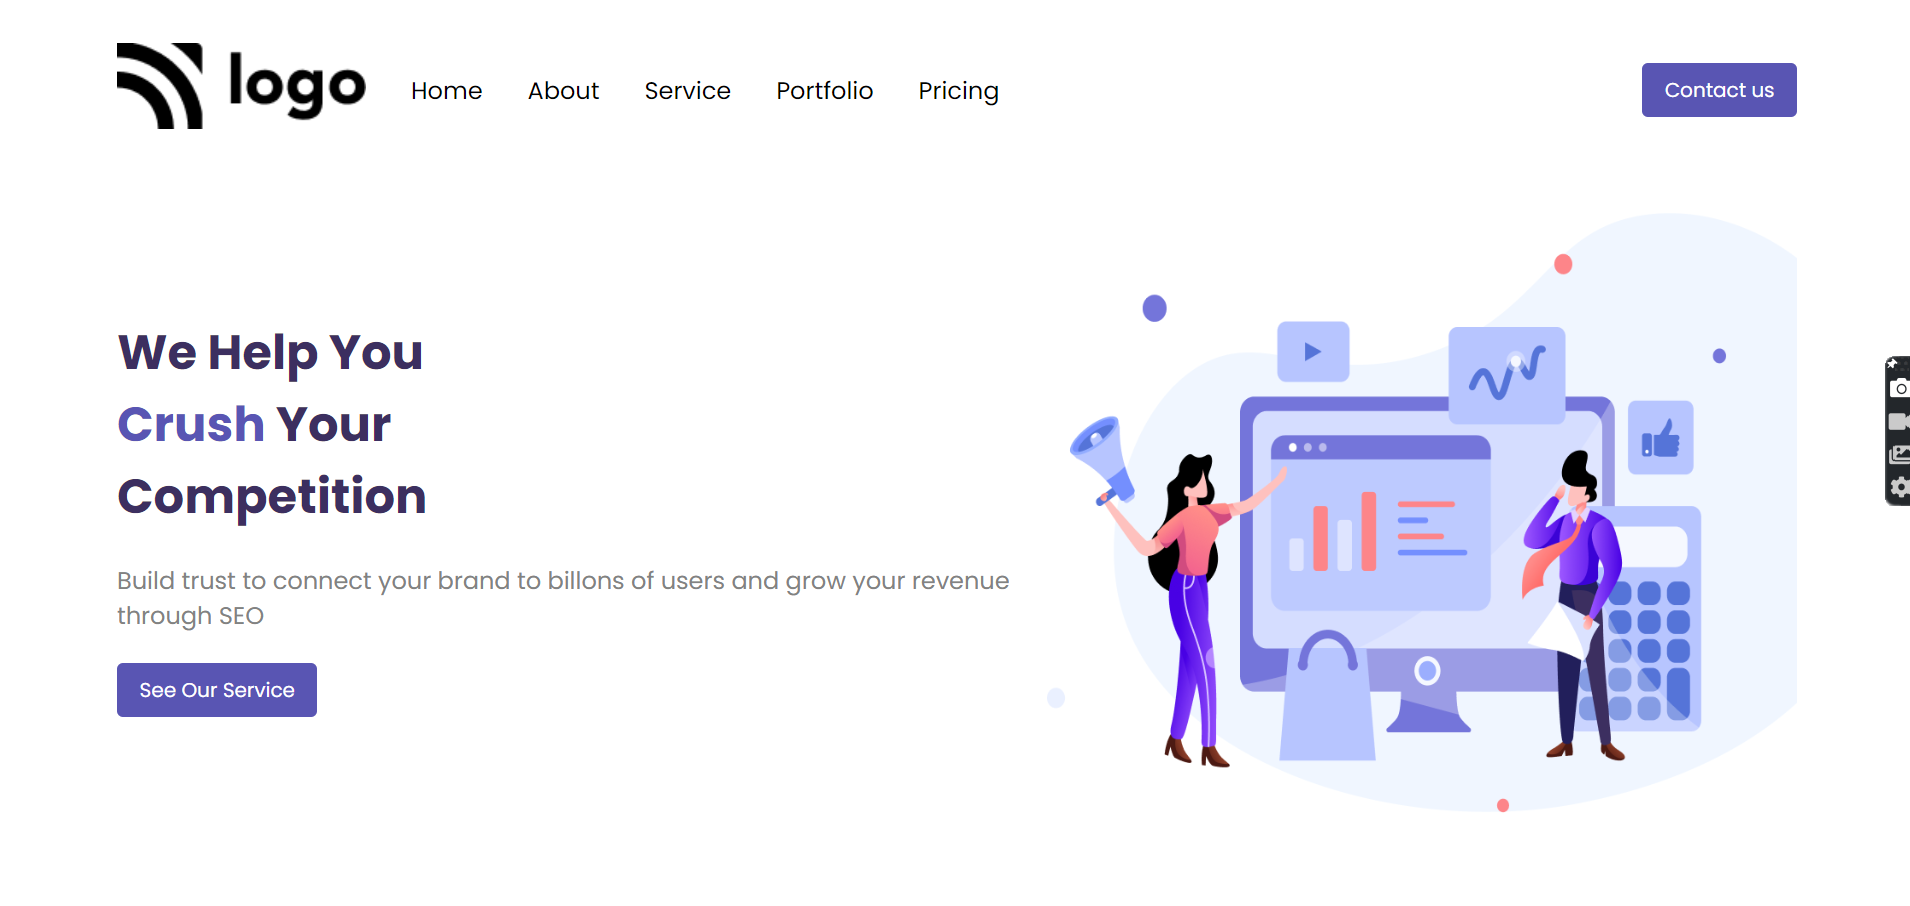 logo
Home
About
Service
Portfolio
Pricing
Contact us
We Help You
Crush Your
Competition
Build trust to connect your brand to billons of users and grow your revenue
through SEO
See Our Service